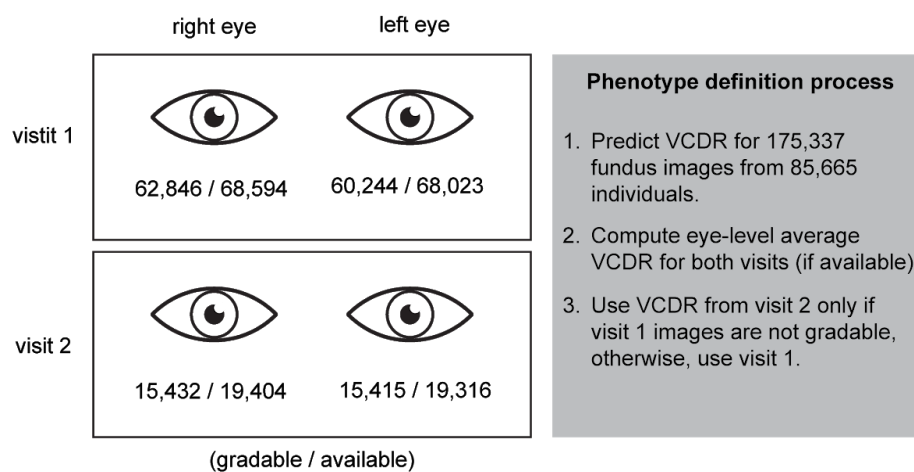 right eye
left eye
vistit 1
62,846 / 68,594
60,244 / 68,023
visit 2
15,432 / 19,404
15,415 / 19,316
(gradable / available)
Phenotype definition process
1. Predict VCDR for 175,337
fundus images from 85,665
individuals.
2. Compute eye-level average
VCDR for both visits (if available)
3. Use VCDR from visit 2 only if
visit 1 images are not gradable,
otherwise, use visit 1.